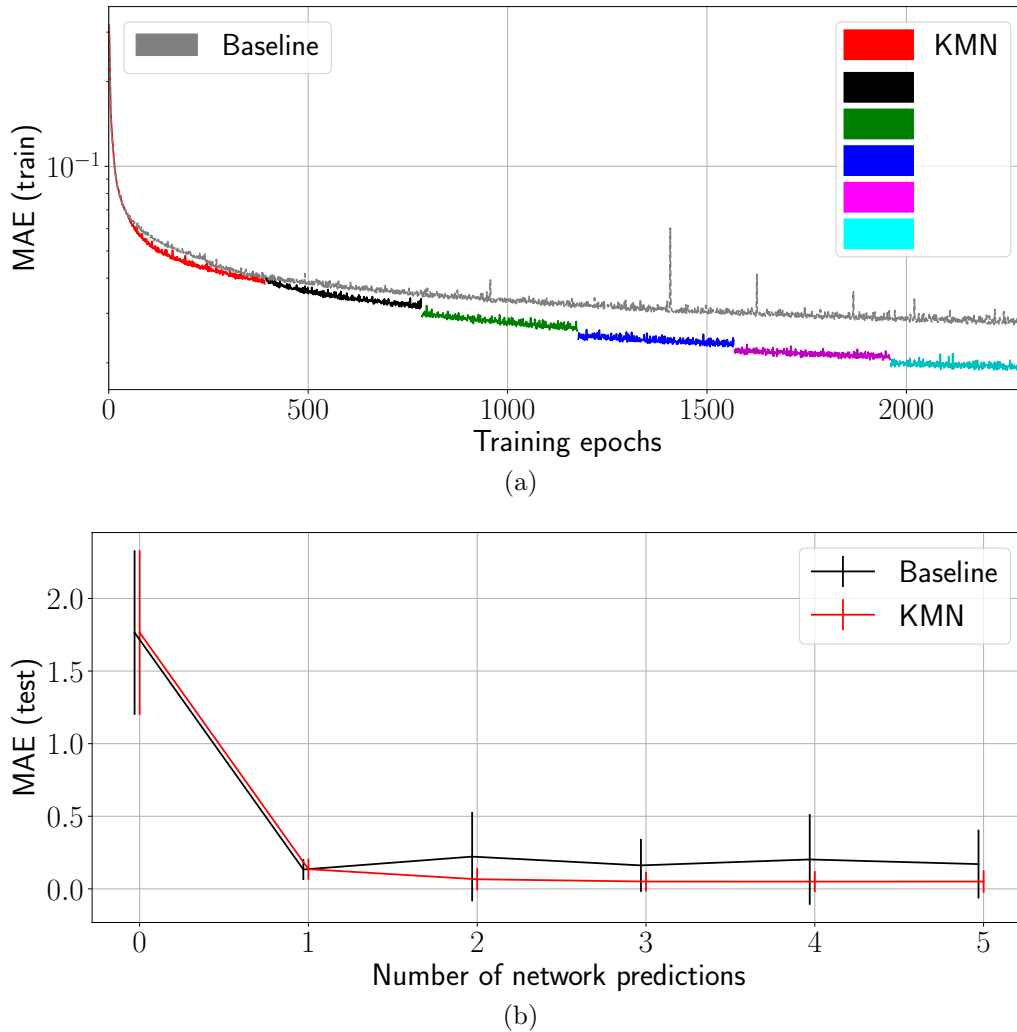 Baseline
KMN
MAE (train)
10⁻¹
0 500 1000 1500 2000
Training epochs
(a)
Baseline
KMN
MAE (test)
2.0
1.5
1.0
0.5
0.0
0 1 2 3 4 5
Number of network predictions
(b)